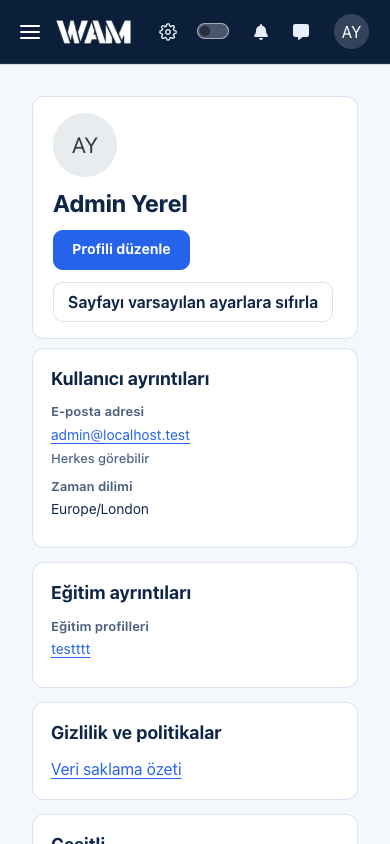 WAM
AY
AY
Admin Yerel
Profili düzenle
Sayfayı varsayılan ayarlara sıfırla
Kullanıcı ayrıntıları
E-posta adresi
admin@localhost.test
Herkes görebilir
Zaman dilimi
Europe/London
Eğitim ayrıntıları
Eğitim profilleri
testttt
Gizlilik ve politikalar
Veri saklama özeti
Çeşitli